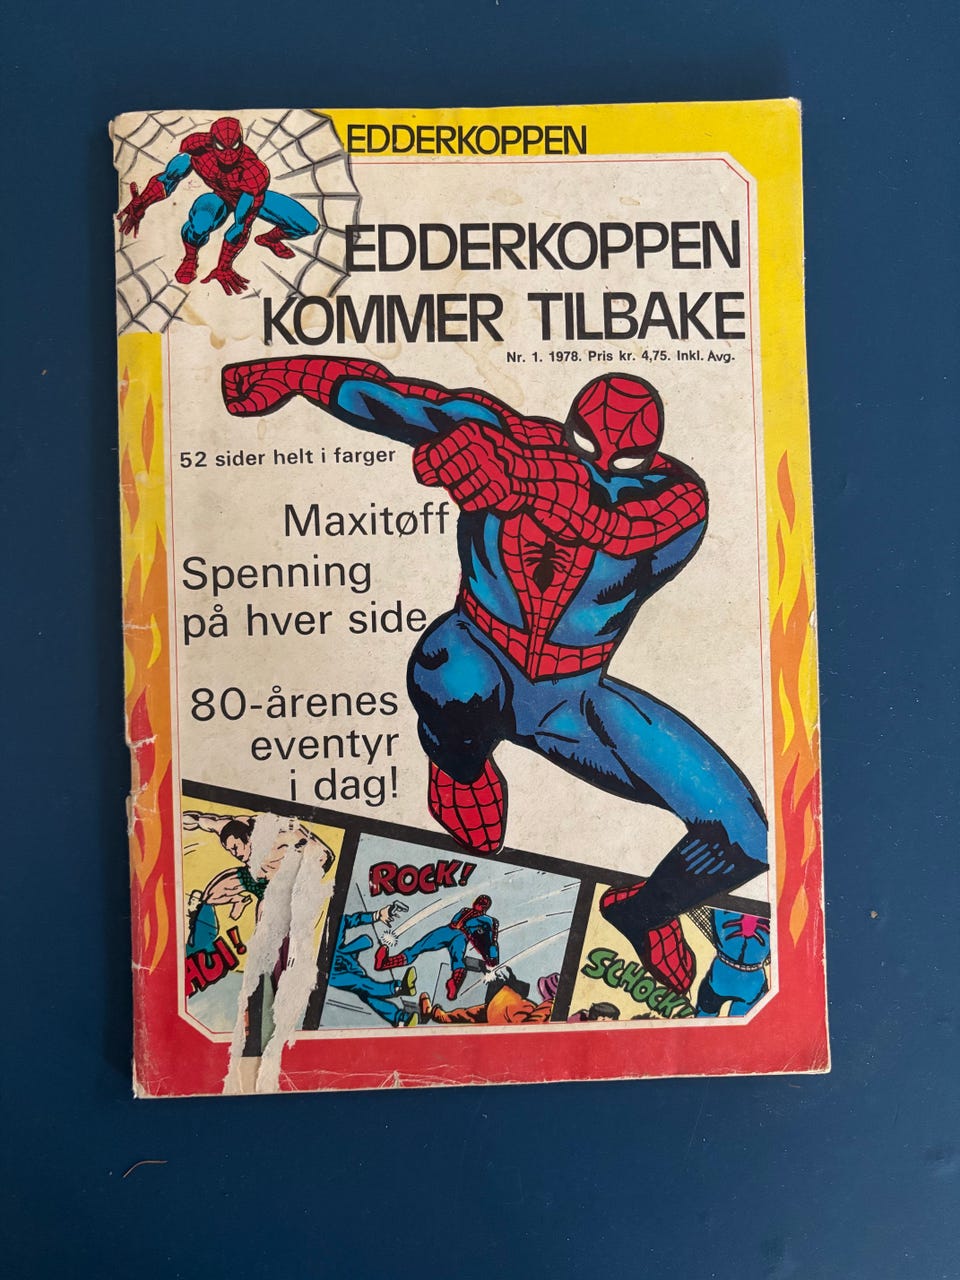 EDDERKOPPEN
EDDERKOPPEN
KOMMER TILBAKE
Nr. 1. 1978. Pris kr. 4,75. Inkl. Avg.
52 sider helt i farger
Maxitøff
Spenning
på hver side
80-årenes
eventyr
i dag!
AUI!
ROCK!
SCHOCK!